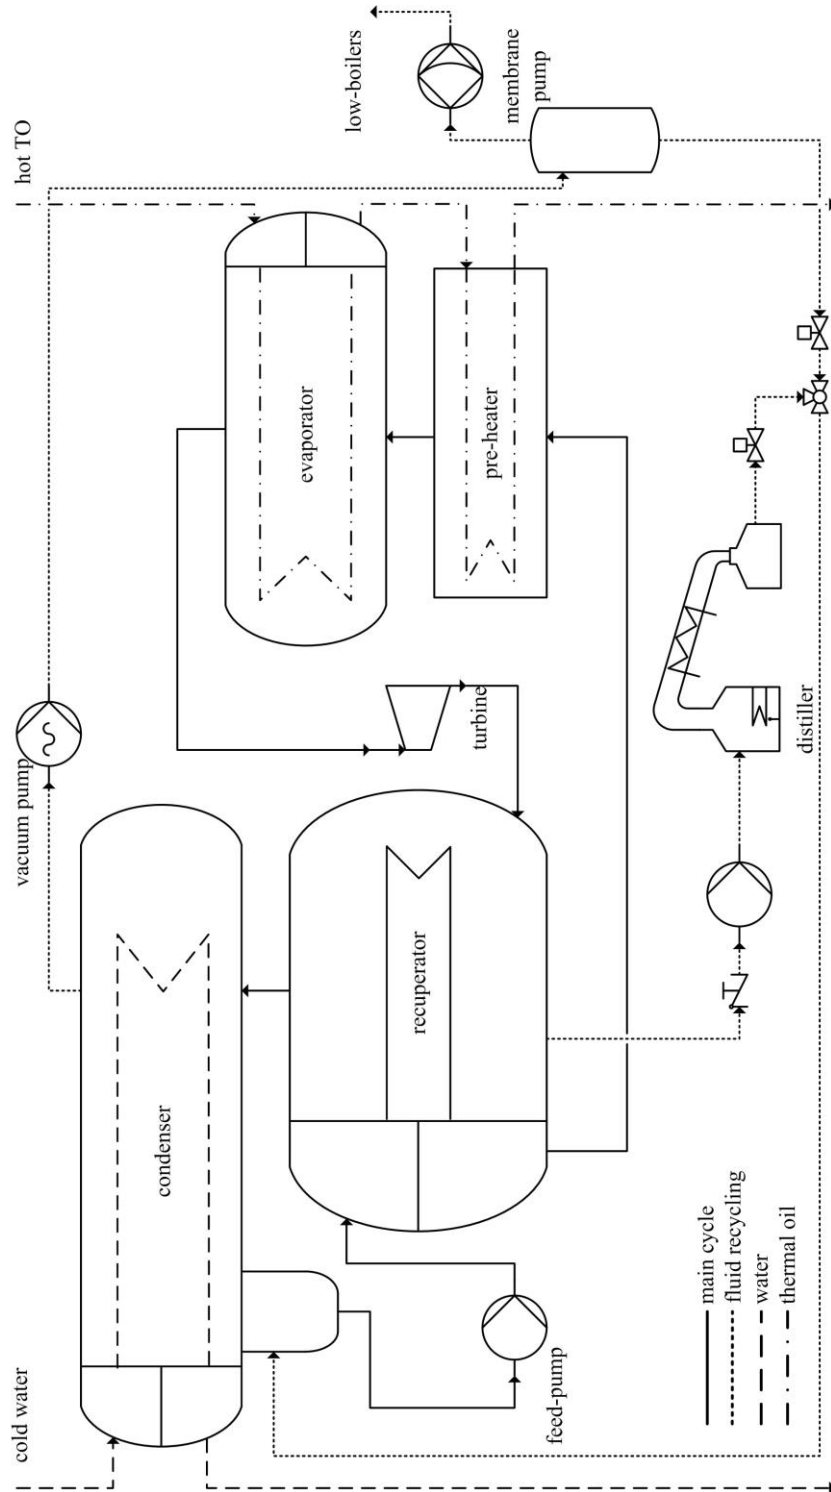 cold water
vacuum pump
hot TO
low-boilers
membrane
pump
condenser
evaporator
recuperator
pre-heater
turbine
feed-pump
distiller
main cycle
fluid recycling
water
thermal oil